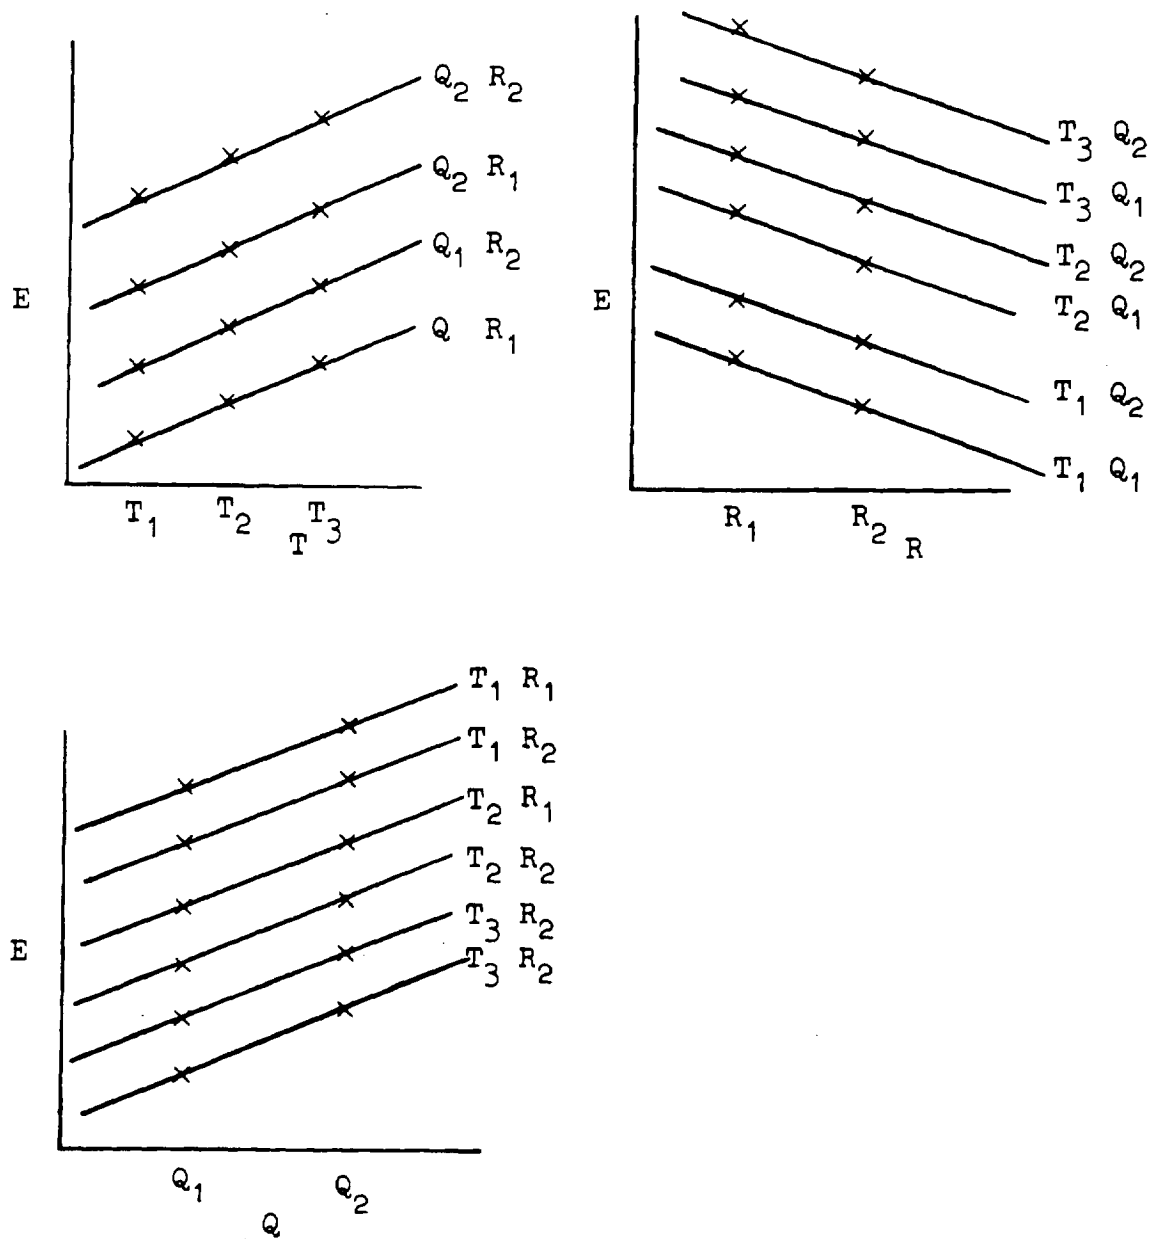 Q₂ R₂
Q₂ R₁
Q₁ R₂
Q R₁
E
T₁ T₂ T₃
T
T₃ Q₂
T₃ Q₁
T₂ Q₂
T₂ Q₁
T₁ Q₂
T₁ Q₁
E
R₁ R₂
R
T₁ R₁
T₁ R₂
T₂ R₁
T₂ R₂
T₃ R₂
T₃ R₂
E
Q₁ Q₂
Q